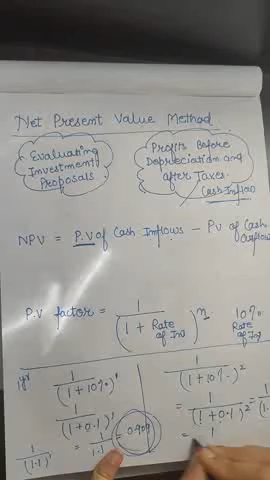 Net Present Value Method
Evaluating
Investment
Proposals
Profits Before
Depreciation and
after Taxes
Cash Inflow
NPV = P.V of Cash Inflows - PV of Cash
P.V factor = 1 / (1 + Rate of Int)^n
10%
Rate
of Int
1 / (1+10%)^1
1 / (1+0.1)^1
1 / (1.1)^1 = 1 / 1.1 = 0.909
1 / (1+10%)^2
= 1 / (1+0.1)^2 = 1 / (1.
= 1